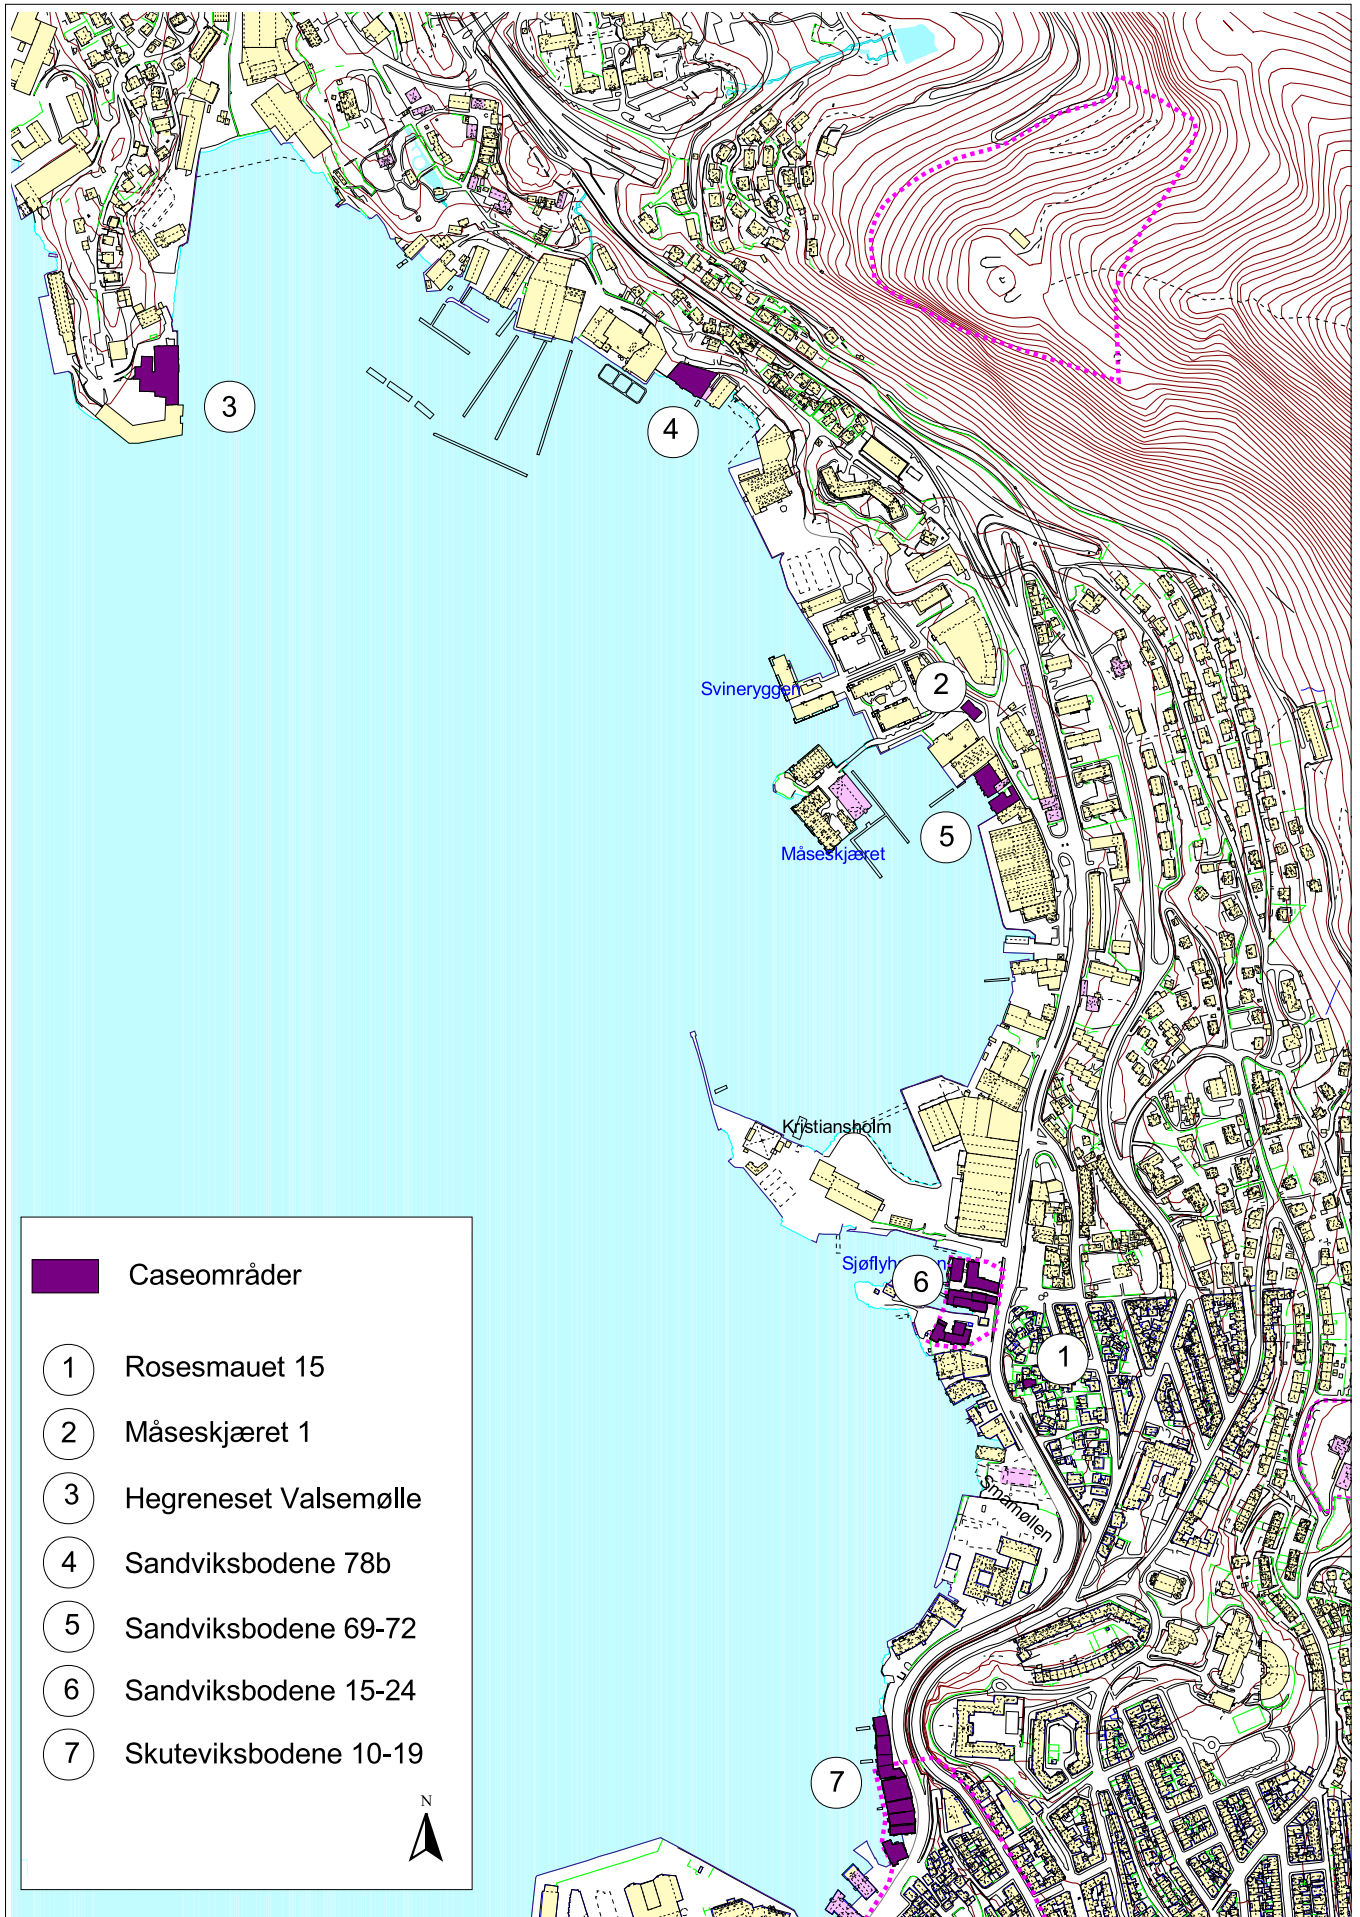 3
4
Svineryggen
2
5
Måseskjæret
Kristiansholm
6
1
Småmøllen
7
Caseområder
1 Rosesmauet 15
2 Måseskjæret 1
3 Hegreneset Valsemølle
4 Sandviksbodene 78b
5 Sandviksbodene 69-72
6 Sandviksbodene 15-24
7 Skuteviksbodene 10-19
N